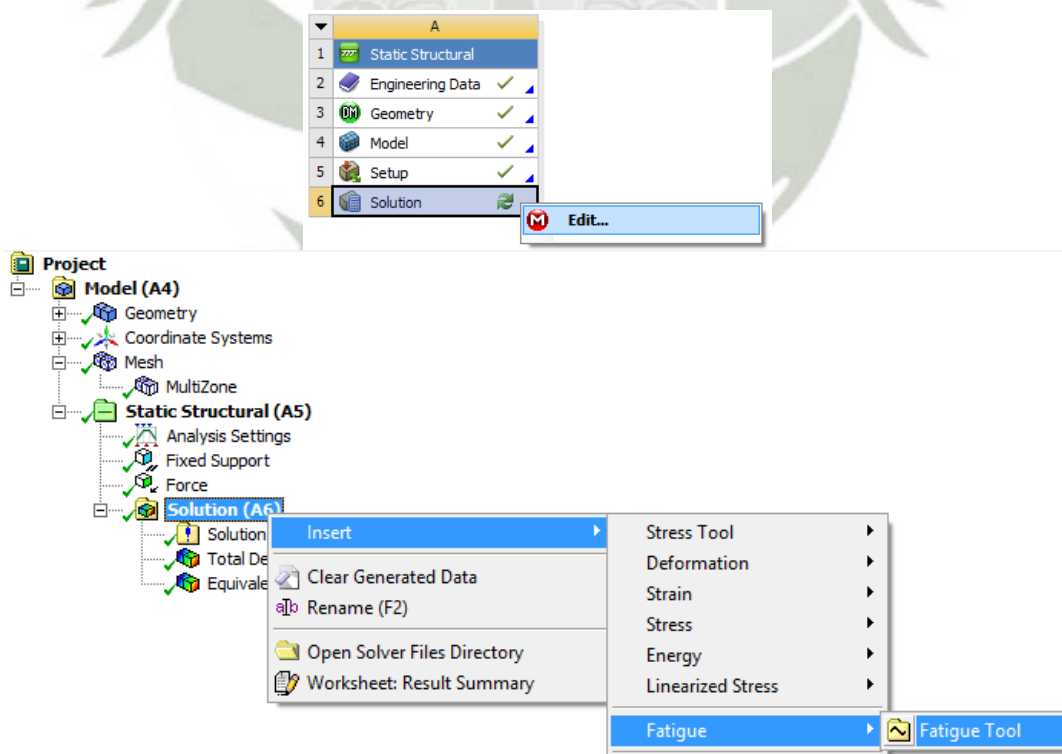 A
1 Static Structural
2 Engineering Data
3 DM Geometry
4 Model
5 Setup
6 Solution
M Edit...
Project
Model (A4)
Geometry
Coordinate Systems
Mesh
MultiZone
Static Structural (A5)
Analysis Settings
Fixed Support
Force
Solution (A6)
Solution
Total De
Equivale
Insert
Clear Generated Data
aIb Rename (F2)
Open Solver Files Directory
Worksheet: Result Summary
Stress Tool
Deformation
Strain
Stress
Energy
Linearized Stress
Fatigue
Fatigue Tool